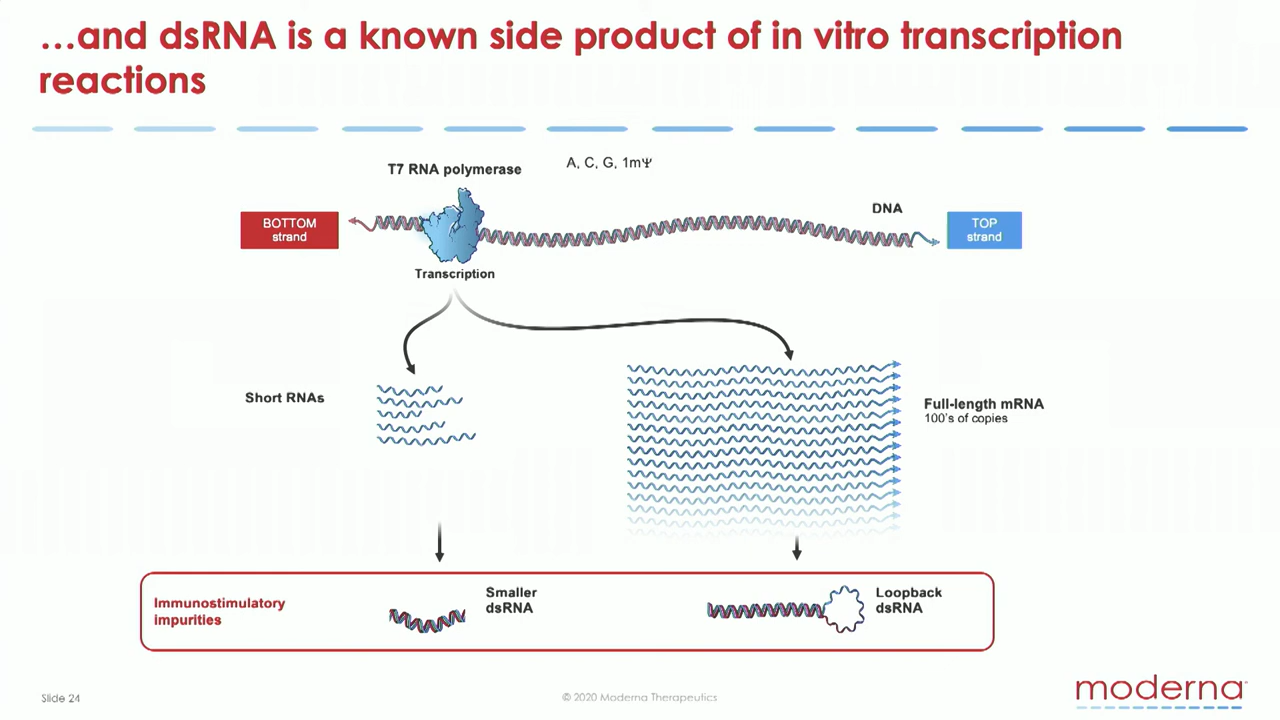 …and dsRNA is a known side product of in vitro transcription
reactions
T7 RNA polymerase
A, C, G, 1mΨ
BOTTOM
strand
DNA
TOP
strand
Transcription
Short RNAs
Full-length mRNA
100's of copies
Immunostimulatory
impurities
Smaller
dsRNA
Loopback
dsRNA
Slide 24
© 2020 Moderna Therapeutics
moderna